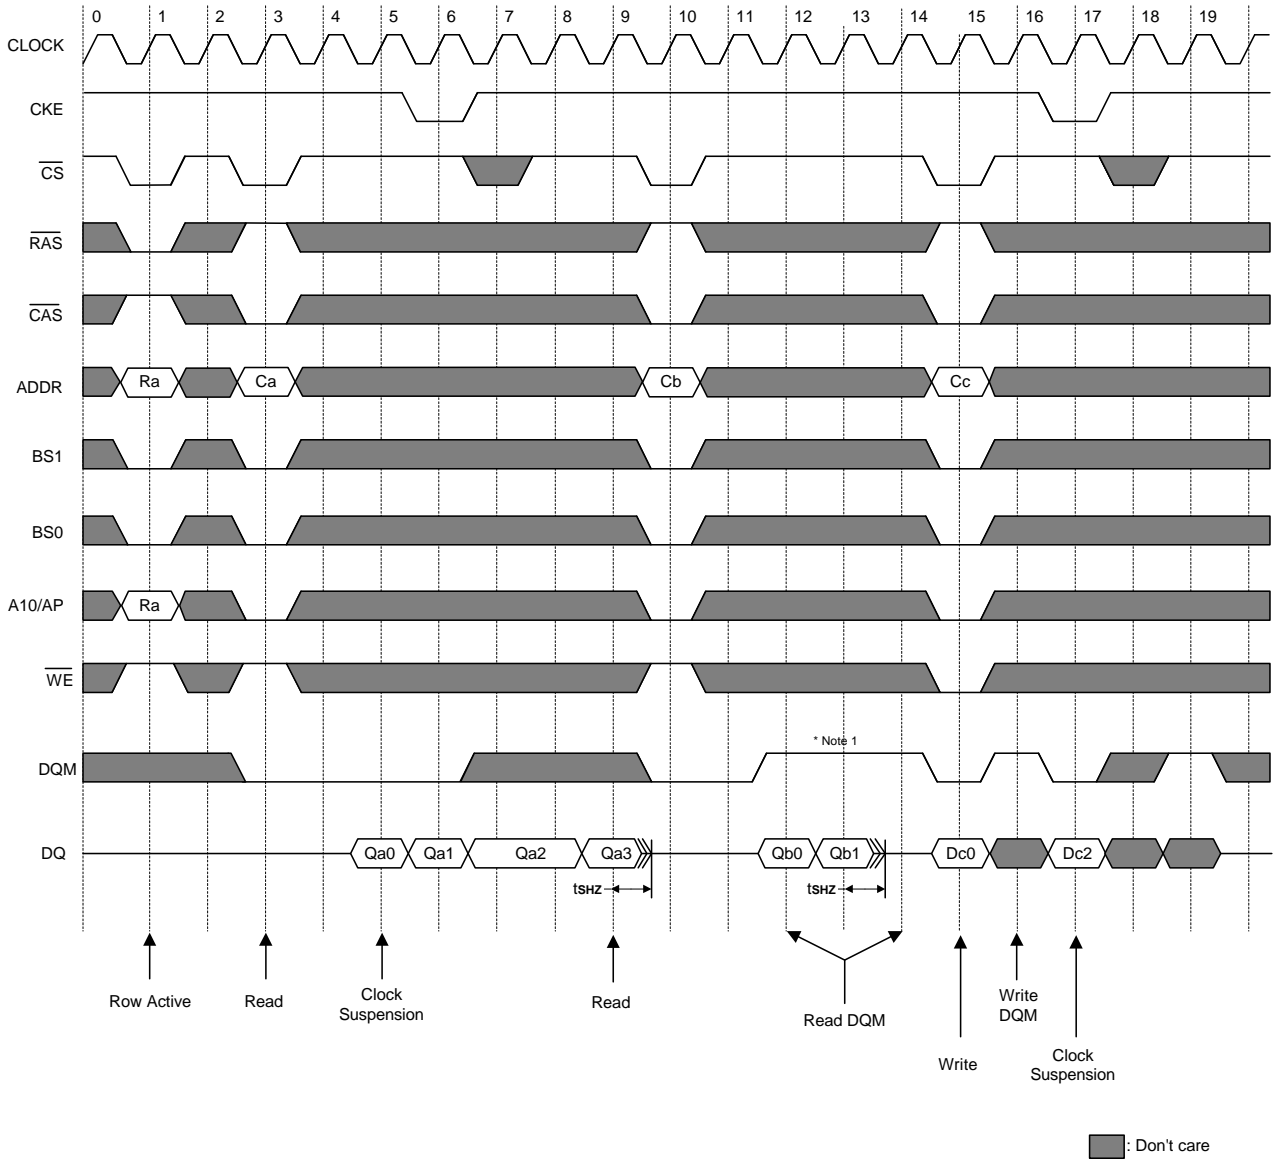 0 1 2 3 4 5 6 7 8 9 10 11 12 13 14 15 16 17 18 19
CLOCK
CKE
CS
RAS
CAS
ADDR Ra Ca Cb Cc
BS1
BS0
A10/AP Ra
WE
* Note 1
DQM
DQ Qa0 Qa1 Qa2 Qa3 Qb0 Qb1 Dc0 Dc2
tSHZ tSHZ
Row Active Read Clock Suspension Read Read DQM Write DQM
Write Clock Suspension
: Don't care